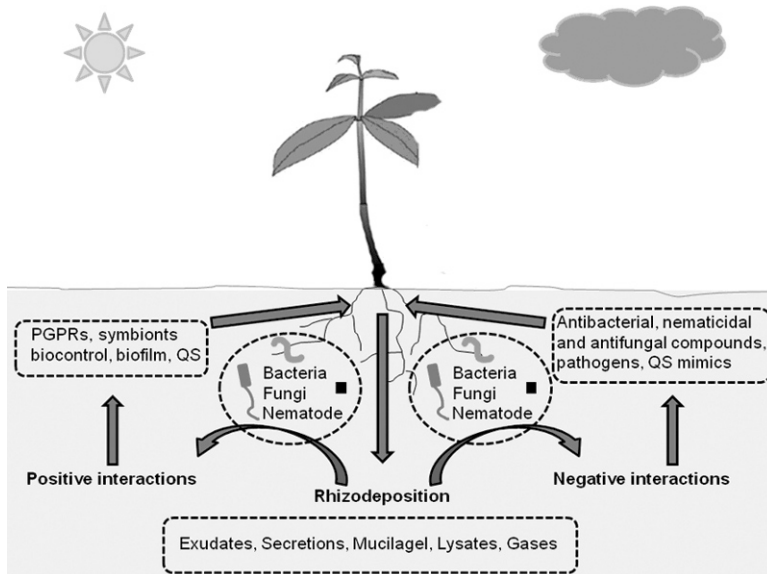 PGPRs, symbionts
biocontrol, biofilm, QS
Antibacterial, nematicidal
and antifungal compounds,
pathogens, QS mimics
Bacteria
Fungi
Nematode
Bacteria
Fungi
Nematode
Positive interactions
Rhizodeposition
Negative interactions
Exudates, Secretions, Mucilagel, Lysates, Gases